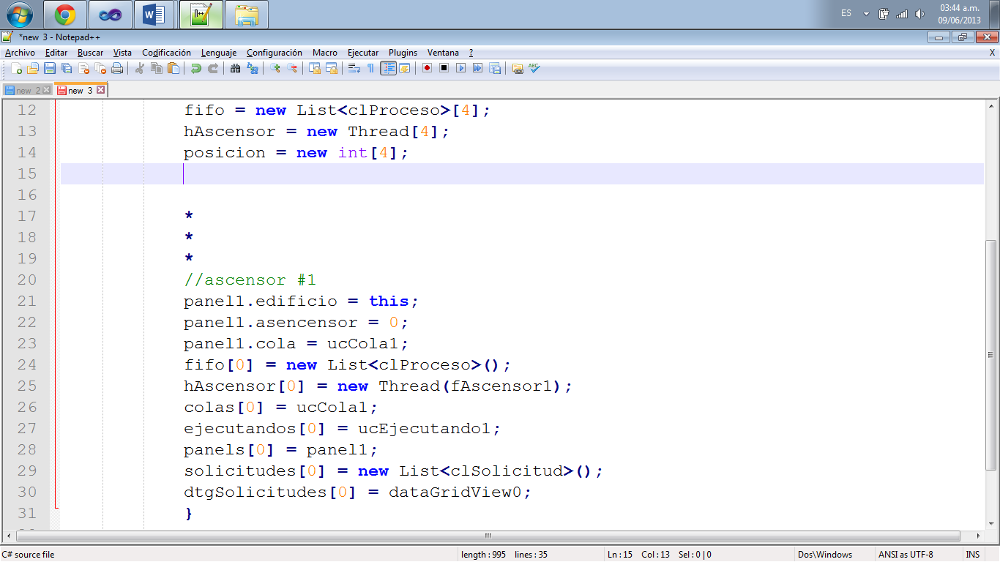 ES
03:44 a.m.
09/06/2013
*new 3 - Notepad++
Archivo Editar Buscar Vista Codificación Lenguaje Configuración Macro Ejecutar Plugins Ventana ? X
new 2 new 3
12 fifo = new List<clProceso>[4];
13 hAscensor = new Thread[4];
14 posicion = new int[4];
15
16
17 *
18 *
19 *
20 //ascensor #1
21 panel1.edificio = this;
22 panel1.asencensor = 0;
23 panel1.cola = ucCola1;
24 fifo[0] = new List<clProceso>();
25 hAscensor[0] = new Thread(fAscensor1);
26 colas[0] = ucCola1;
27 ejecutandos[0] = ucEjecutando1;
28 panels[0] = panel1;
29 solicitudes[0] = new List<clSolicitud>();
30 dtgSolicitudes[0] = dataGridView0;
31 }
C# source file length : 995 lines : 35 Ln : 15 Col : 13 Sel : 0 | 0 Dos\Windows ANSI as UTF-8 INS